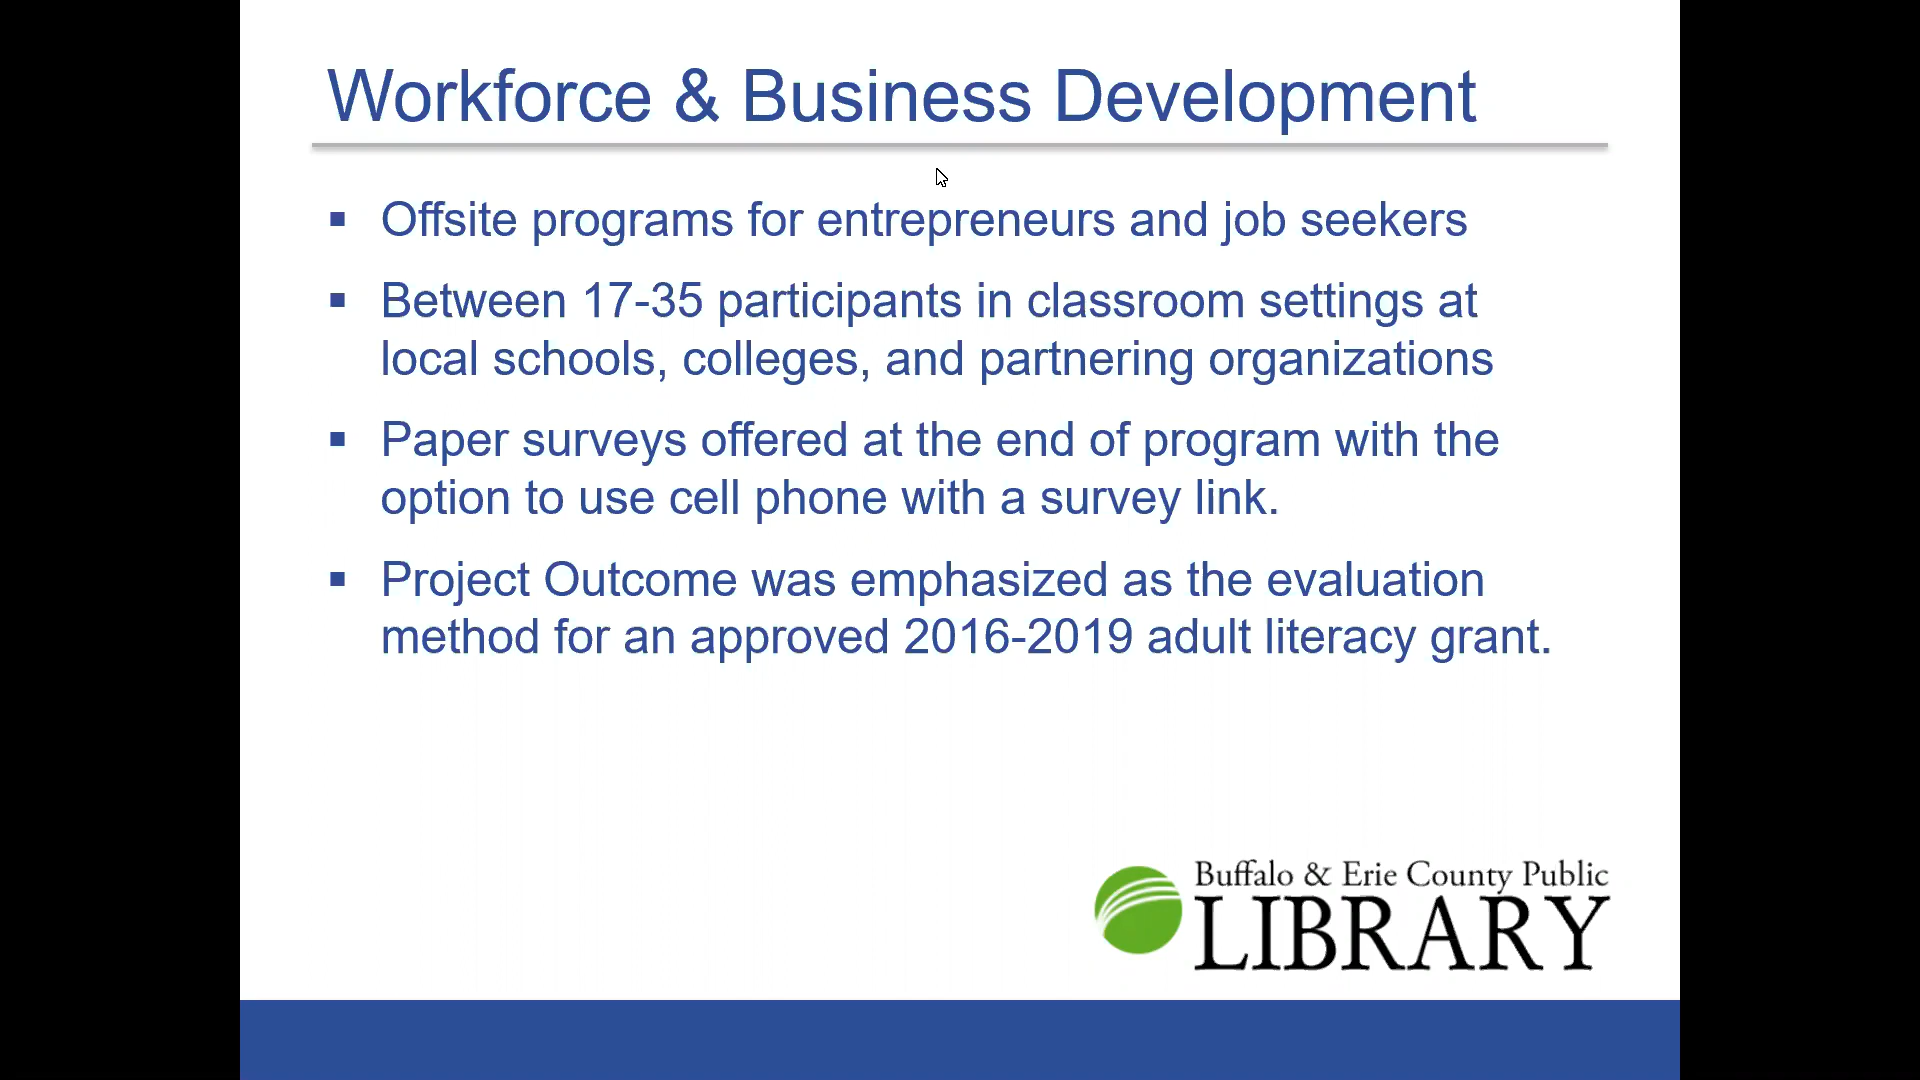 Workforce & Business Development
▪ Offsite programs for entrepreneurs and job seekers
▪ Between 17-35 participants in classroom settings at
local schools, colleges, and partnering organizations
▪ Paper surveys offered at the end of program with the
option to use cell phone with a survey link.
▪ Project Outcome was emphasized as the evaluation
method for an approved 2016-2019 adult literacy grant.
Buffalo & Erie County Public
LIBRARY